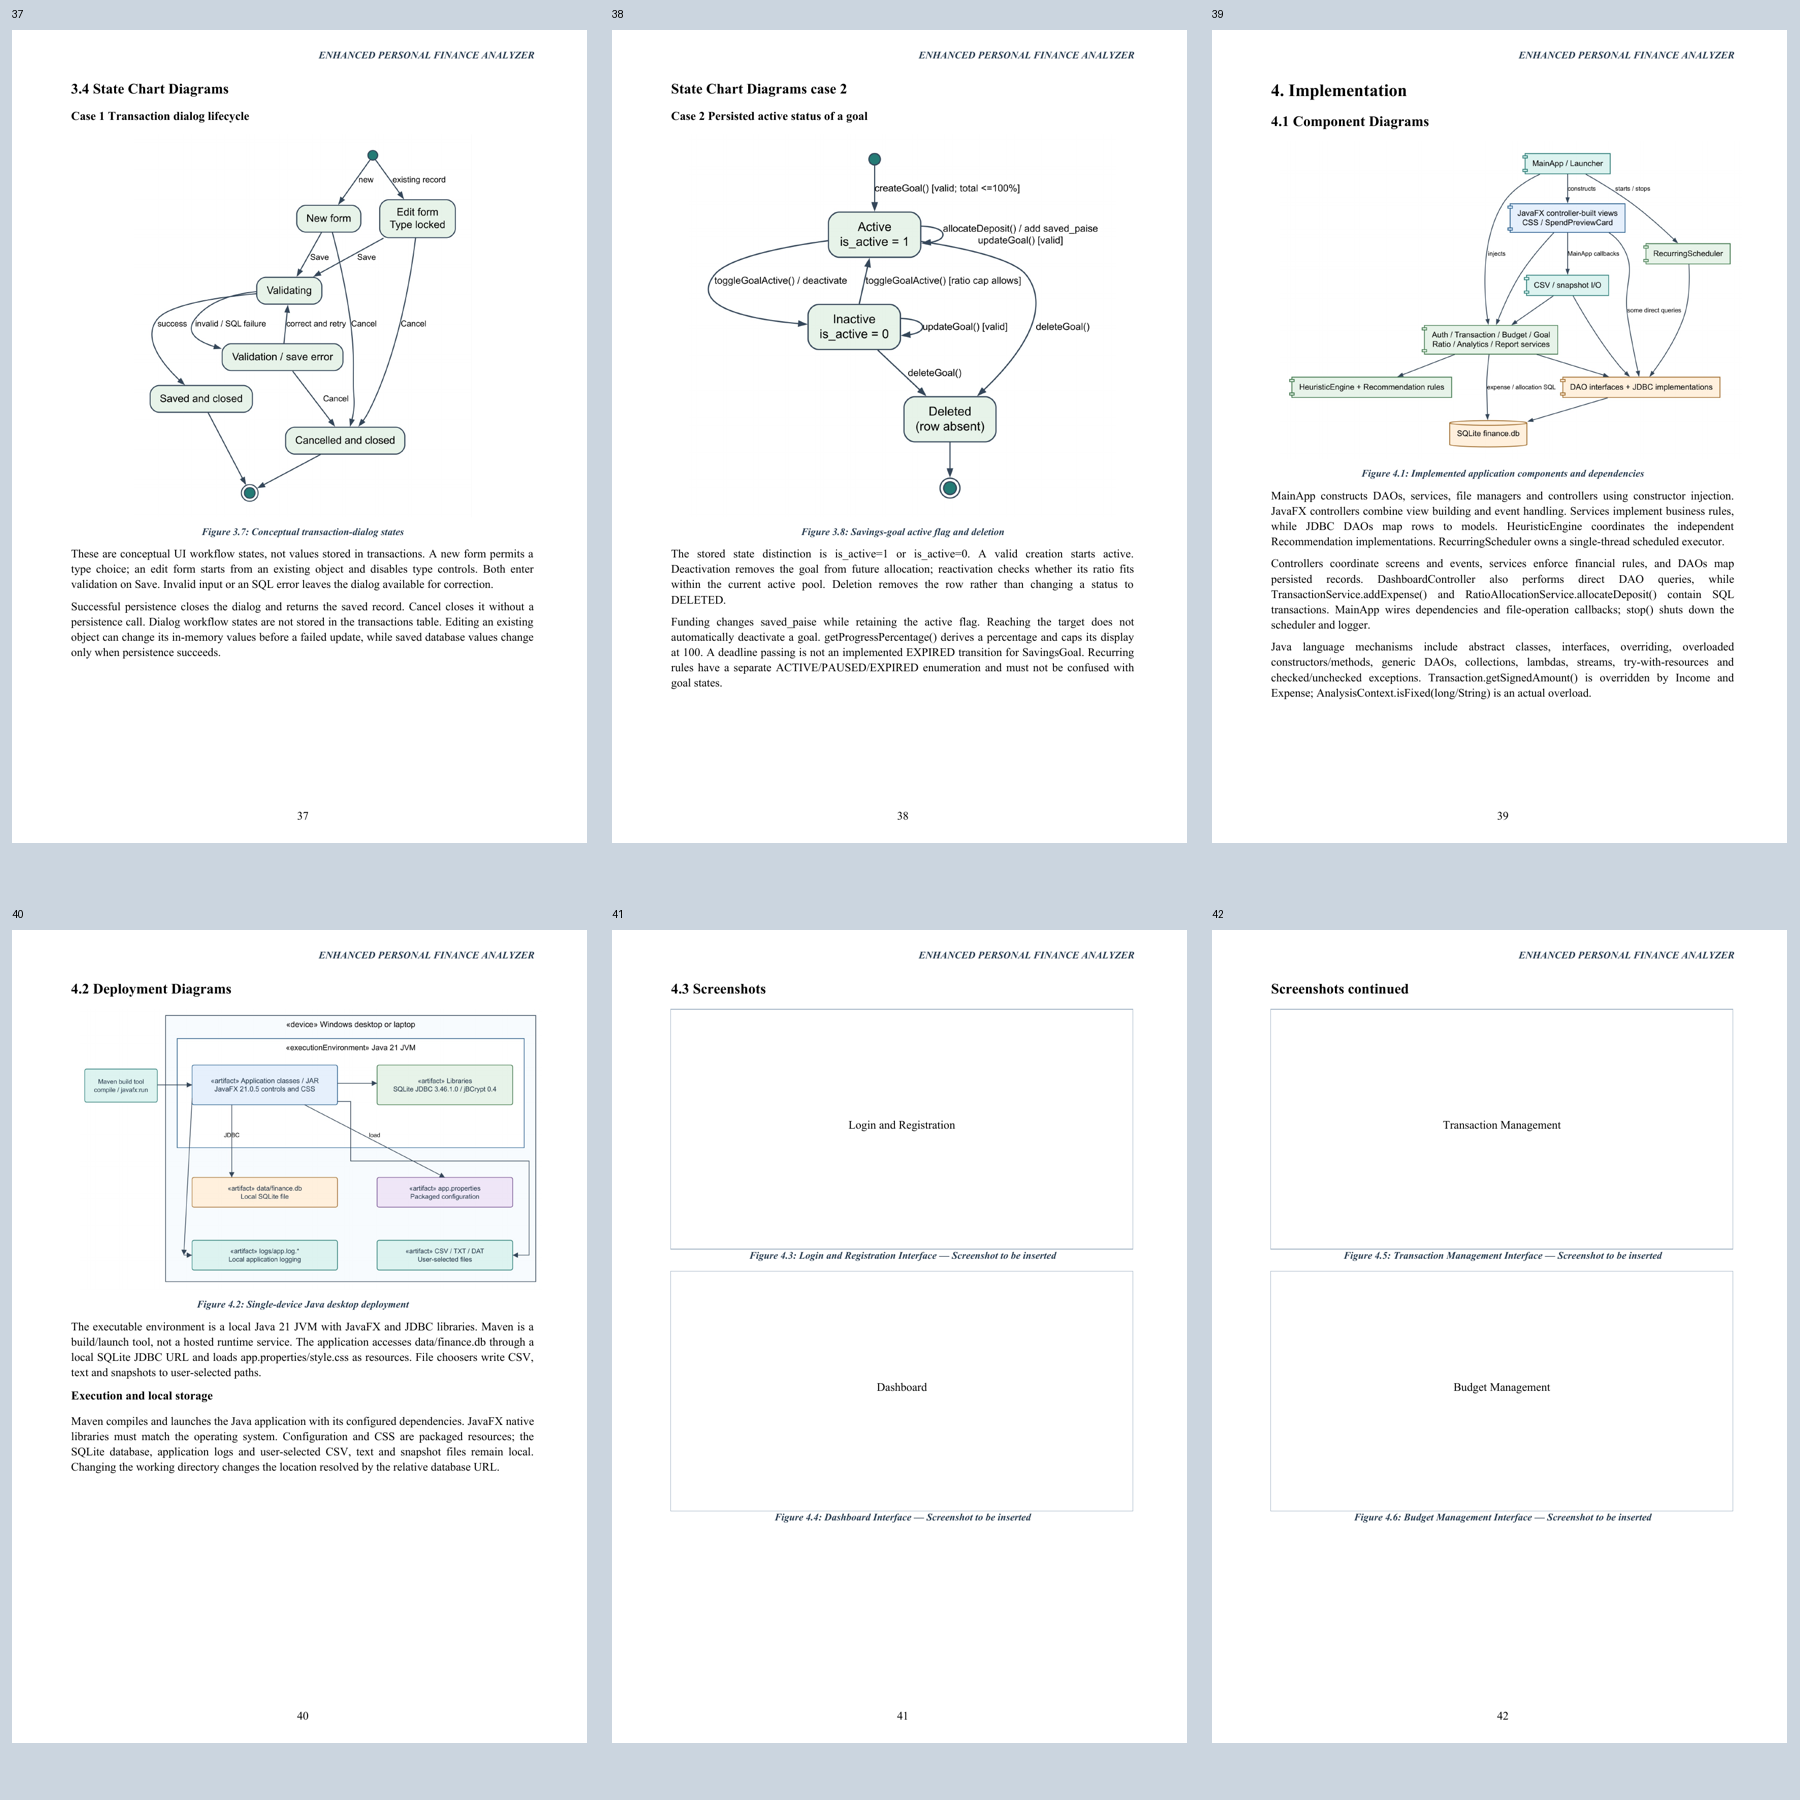 37
ENHANCED PERSONAL FINANCE ANALYZER
3.4 State Chart Diagrams
Case 1 Transaction dialog lifecycle
new
existing record
New form
Edit form
Type locked
Save
Save
Validating
success
invalid / SQL failure
correct and retry
Cancel
Cancel
Validation / save error
Saved and closed
Cancel
Cancelled and closed
Figure 3.7: Conceptual transaction-dialog states
These are conceptual UI workflow states, not values stored in transactions. A new form permits a
type choice; an edit form starts from an existing object and disables type controls. Both enter
validation on Save. Invalid input or an SQL error leaves the dialog available for correction.
Successful persistence closes the dialog and returns the saved record. Cancel closes it without a
persistence call. Dialog workflow states are not stored in the transactions table. Editing an existing
object can change its in-memory values before a failed update, while saved database values change
only when persistence succeeds.
37
38
ENHANCED PERSONAL FINANCE ANALYZER
State Chart Diagrams case 2
Case 2 Persisted active status of a goal
createGoal() [valid; total <=100%]
Active
is_active = 1
allocateDeposit() / add saved_paise
updateGoal() [valid]
toggleGoalActive() / deactivate
toggleGoalActive() [ratio cap allows]
Inactive
is_active = 0
updateGoal() [valid]
deleteGoal()
deleteGoal()
Deleted
(row absent)
Figure 3.8: Savings-goal active flag and deletion
The stored state distinction is is_active=1 or is_active=0. A valid creation starts active.
Deactivation removes the goal from future allocation; reactivation checks whether its ratio fits
within the current active pool. Deletion removes the row rather than changing a status to
DELETED.
Funding changes saved_paise while retaining the active flag. Reaching the target does not
automatically deactivate a goal. getProgressPercentage() derives a percentage and caps its display
at 100. A deadline passing is not an implemented EXPIRED transition for SavingsGoal. Recurring
rules have a separate ACTIVE/PAUSED/EXPIRED enumeration and must not be confused with
goal states.
38
39
ENHANCED PERSONAL FINANCE ANALYZER
4. Implementation
4.1 Component Diagrams
MainApp / Launcher
constructs
starts / stops
JavaFX controller-built views
CSS / SpendPreviewCard
injects
MainApp callbacks
RecurringScheduler
CSV / snapshot I/O
some direct queries
Auth / Transaction / Budget / Goal
Ratio / Analytics / Report services
HeuristicEngine + Recommendation rules
expense / allocation SQL
DAO interfaces + JDBC implementations
SQLite finance.db
Figure 4.1: Implemented application components and dependencies
MainApp constructs DAOs, services, file managers and controllers using constructor injection.
JavaFX controllers combine view building and event handling. Services implement business rules,
while JDBC DAOs map rows to models. HeuristicEngine coordinates the independent
Recommendation implementations. RecurringScheduler owns a single-thread scheduled executor.
Controllers coordinate screens and events, services enforce financial rules, and DAOs map
persisted records. DashboardController also performs direct DAO queries, while
TransactionService.addExpense() and RatioAllocationService.allocateDeposit() contain SQL
transactions. MainApp wires dependencies and file-operation callbacks; stop() shuts down the
scheduler and logger.
Java language mechanisms include abstract classes, interfaces, overriding, overloaded
constructors/methods, generic DAOs, collections, lambdas, streams, try-with-resources and
checked/unchecked exceptions. Transaction.getSignedAmount() is overridden by Income and
Expense; AnalysisContext.isFixed(long/String) is an actual overload.
39
40
ENHANCED PERSONAL FINANCE ANALYZER
4.2 Deployment Diagrams
«device» Windows desktop or laptop
«executionEnvironment» Java 21 JVM
Maven build tool
compile / javafx:run
«artifact» Application classes / JAR
JavaFX 21.0.5 controls and CSS
«artifact» Libraries
SQLite JDBC 3.46.1.0 / jBCrypt 0.4
JDBC
load
«artifact» data/finance.db
Local SQLite file
«artifact» app.properties
Packaged configuration
«artifact» logs/app.log.*
Local application logging
«artifact» CSV / TXT / DAT
User-selected files
Figure 4.2: Single-device Java desktop deployment
The executable environment is a local Java 21 JVM with JavaFX and JDBC libraries. Maven is a
build/launch tool, not a hosted runtime service. The application accesses data/finance.db through a
local SQLite JDBC URL and loads app.properties/style.css as resources. File choosers write CSV,
text and snapshots to user-selected paths.
Execution and local storage
Maven compiles and launches the Java application with its configured dependencies. JavaFX native
libraries must match the operating system. Configuration and CSS are packaged resources; the
SQLite database, application logs and user-selected CSV, text and snapshot files remain local.
Changing the working directory changes the location resolved by the relative database URL.
40
41
ENHANCED PERSONAL FINANCE ANALYZER
4.3 Screenshots
Login and Registration
Figure 4.3: Login and Registration Interface — Screenshot to be inserted
Dashboard
Figure 4.4: Dashboard Interface — Screenshot to be inserted
41
42
ENHANCED PERSONAL FINANCE ANALYZER
Screenshots continued
Transaction Management
Figure 4.5: Transaction Management Interface — Screenshot to be inserted
Budget Management
Figure 4.6: Budget Management Interface — Screenshot to be inserted
42